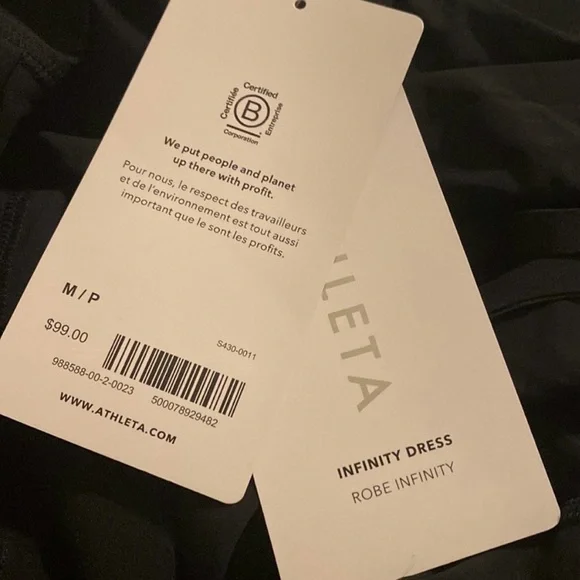 Certified
Certifiée
B
Entreprise
Corporation
We put people and planet
up there with profit.
Pour nous, le respect des travailleurs
et de l'environnement est tout aussi
important que le sont les profits.
M / P
$99.00
S430-0011
988588-00-2-0023
500078929482
WWW.ATHLETA.COM
LETA
INFINITY DRESS
ROBE INFINITY